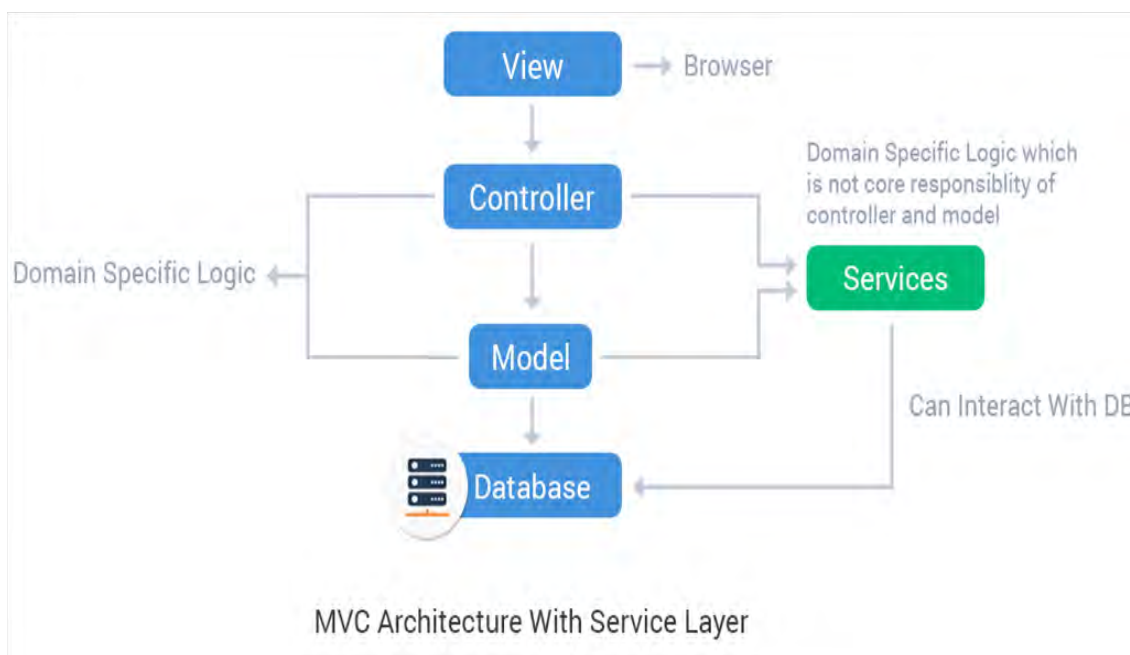 View
Browser
Domain Specific Logic which
is not core responsiblity of
controller and model
Controller
Domain Specific Logic
Services
Model
Can Interact With DB
Database
MVC Architecture With Service Layer